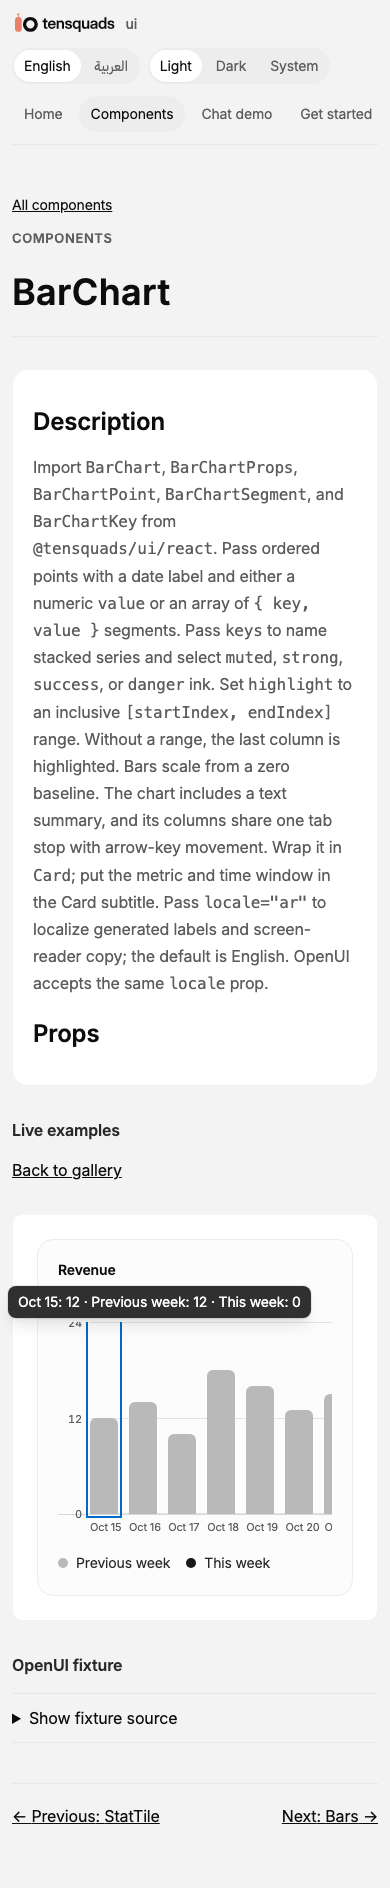 tensquads ui
English العربية Light Dark System
Home Components Chat demo Get started
All components
COMPONENTS
BarChart
Description
Import BarChart, BarChartProps,
BarChartPoint, BarChartSegment, and
BarChartKey from
@tensquads/ui/react. Pass ordered
points with a date label and either a
numeric value or an array of { key,
value } segments. Pass keys to name
stacked series and select muted, strong,
success, or danger ink. Set highlight to
an inclusive [startIndex, endIndex]
range. Without a range, the last column is
highlighted. Bars scale from a zero
baseline. The chart includes a text
summary, and its columns share one tab
stop with arrow-key movement. Wrap it in
Card; put the metric and time window in
the Card subtitle. Pass locale="ar" to
localize generated labels and screen-
reader copy; the default is English. OpenUI
accepts the same locale prop.
Props
Live examples
Back to gallery
Revenue
Oct 15: 12 · Previous week: 12 · This week: 0
24
12
0
Oct 15 Oct 16 Oct 17 Oct 18 Oct 19 Oct 20 O
Previous week This week
OpenUI fixture
▶ Show fixture source
← Previous: StatTile Next: Bars →